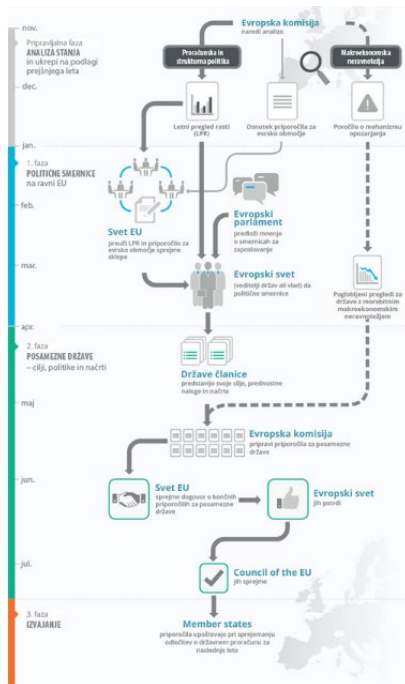 nov.
Pripravljalna faza
ANALIZA STANJA
in ukrepi na podlagi
prejšnjega leta
dec.
jan.
1. faza
POLITIČNE SMERNICE
na ravni EU
feb.
mar.
apr.
2. faza
POSAMEZNE DRŽAVE
– cilji, politike in načrti
maj
jun.
jul.
3. faza
IZVAJANJE
Evropska komisija
naredi analizo
Proračunska in
strukturna politika
Makroekonomska
neravnotežja
Letni pregled rasti
(LPR)
Osnutek priporočila za
evrsko območje
Poročilo o mehanizmu
opozarjanja
Svet EU
preuči LPR in priporočilo za
evrsko območje sprejme
sklepe
Evropski
parlament
predloži mnenje
o smernicah za
zaposlovanje
Evropski svet
(voditelji držav ali vlad) da
politične smernice
Poglobljeni pregledi za
države z morebitnim
makroekonomskim
neravnotežjem
Države članice
predstavijo svoje cilje, prednostne
naloge in načrte
Evropska komisija
pripravi priporočila za posamezne
države
Svet EU
sprejme dogovor o končnih
priporočilih za posamezne
države
Evropski svet
jih potrdi
Council of the EU
jih sprejme
Member states
priporočila upoštevajo pri sprejemanju
odločitev o državnem proračunu za
naslednje leto